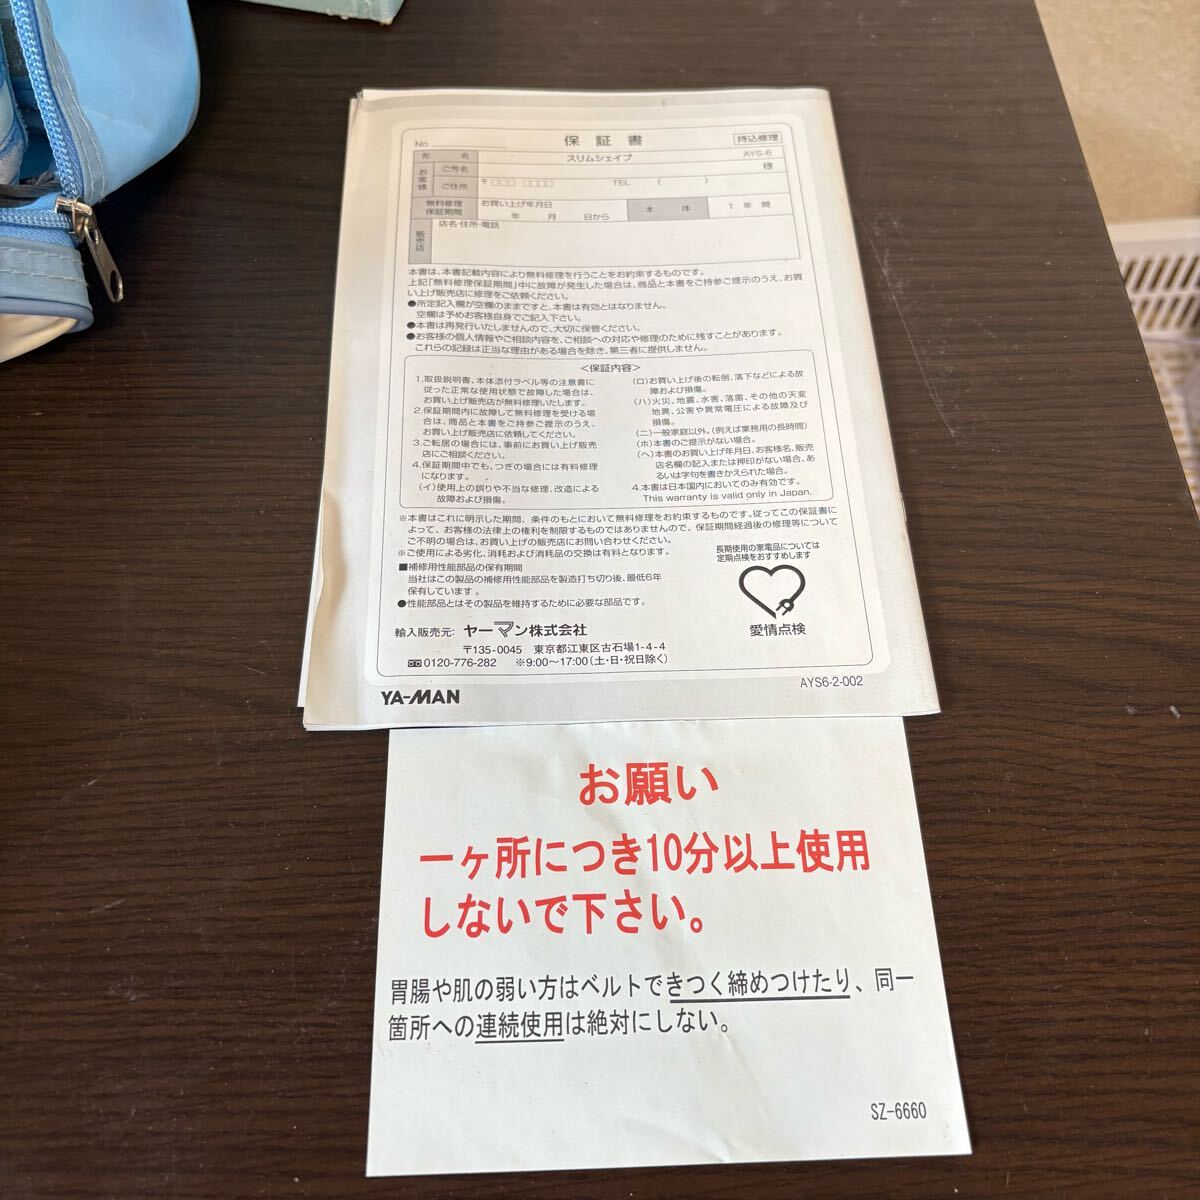 No.
保証書
持込修理
形名 スリムシェイプ AYS-6
お客様 ご芳名 様
ご住所 〒□□□-□□□□ TEL ( )
無料修理保証期間 お買い上げ年月日 年 月 日から 本体 1年間
販売店 店名・住所・電話
本書は、本書記載内容により無料修理を行うことをお約束するものです。
上記「無料修理保証期間」中に故障が発生した場合は、商品と本書をご持参ご提示のうえ、お買
い上げ販売店に修理をご依頼ください。
●所定記入欄が空欄のままですと、本書は有効とはなりません。
空欄は予めお客様自身でご記入下さい。
●本書は再発行いたしませんので、大切に保管ください。
●お客様の個人情報やご相談内容を、ご相談への対応や修理のために残すことがあります。
これらの記録は正当な理由がある場合を除き、第三者に提供しません。
<保証内容>
1.取扱説明書、本体添付ラベル等の注意書に
従った正常な使用状態で故障した場合は、
お買い上げ販売店が無料修理いたします。
2.保証期間内に故障して無料修理を受ける場
合は、商品と本書をご持参ご提示のうえ、
お買い上げ販売店に依頼してください。
3.ご転居の場合には、事前にお買い上げ販売
店にご相談ください。
4.保証期間中でも、つぎの場合には有料修理
になります。
(イ)使用上の誤りや不当な修理、改造による
故障および損傷。
(ロ)お買い上げ後の転倒、落下などによる故
障および損傷。
(ハ)火災、地震、水害、落雷、その他の天変
地異、公害や異常電圧による故障及び
損傷。
(ニ)一般家庭以外、(例えば業務用の長時間)
(ホ)本書のご提示がない場合。
(ヘ)本書のお買い上げ年月日、お客様名、販売
店名欄の記入または押印がない場合、あ
るいは字句を書きかえられた場合。
4.本書は日本国内においてのみ有効です。
This warranty is valid only in Japan.
※本書はこれに明示した期間、条件のもとにおいて無料修理をお約束するものです。従ってこの保証書に
よって、お客様の法律上の権利を制限するものではありませんので、保証期間経過後の修理等について
ご不明の場合は、お買い上げの販売店にお問い合わせください。
※ご使用による劣化、消耗および消耗品の交換は有料となります。
■補修用性能部品の保有期間
当社はこの製品の補修用性能部品を製造打ち切り後、最低6年
保有しています。
●性能部品とはその製品を維持するために必要な部品です。
長期使用の家電品については
定期点検をおすすめします
愛情点検
輸入販売元: ヤーマン株式会社
〒135-0045 東京都江東区古石場1-4-4
0120-776-282 ※9:00〜17:00(土・日・祝日除く)
YA-MAN
AYS6-2-002
お願い
一ヶ所につき10分以上使用
しないで下さい。
胃腸や肌の弱い方はベルトできつく締めつけたり、同一
箇所への連続使用は絶対にしない。
SZ-6660